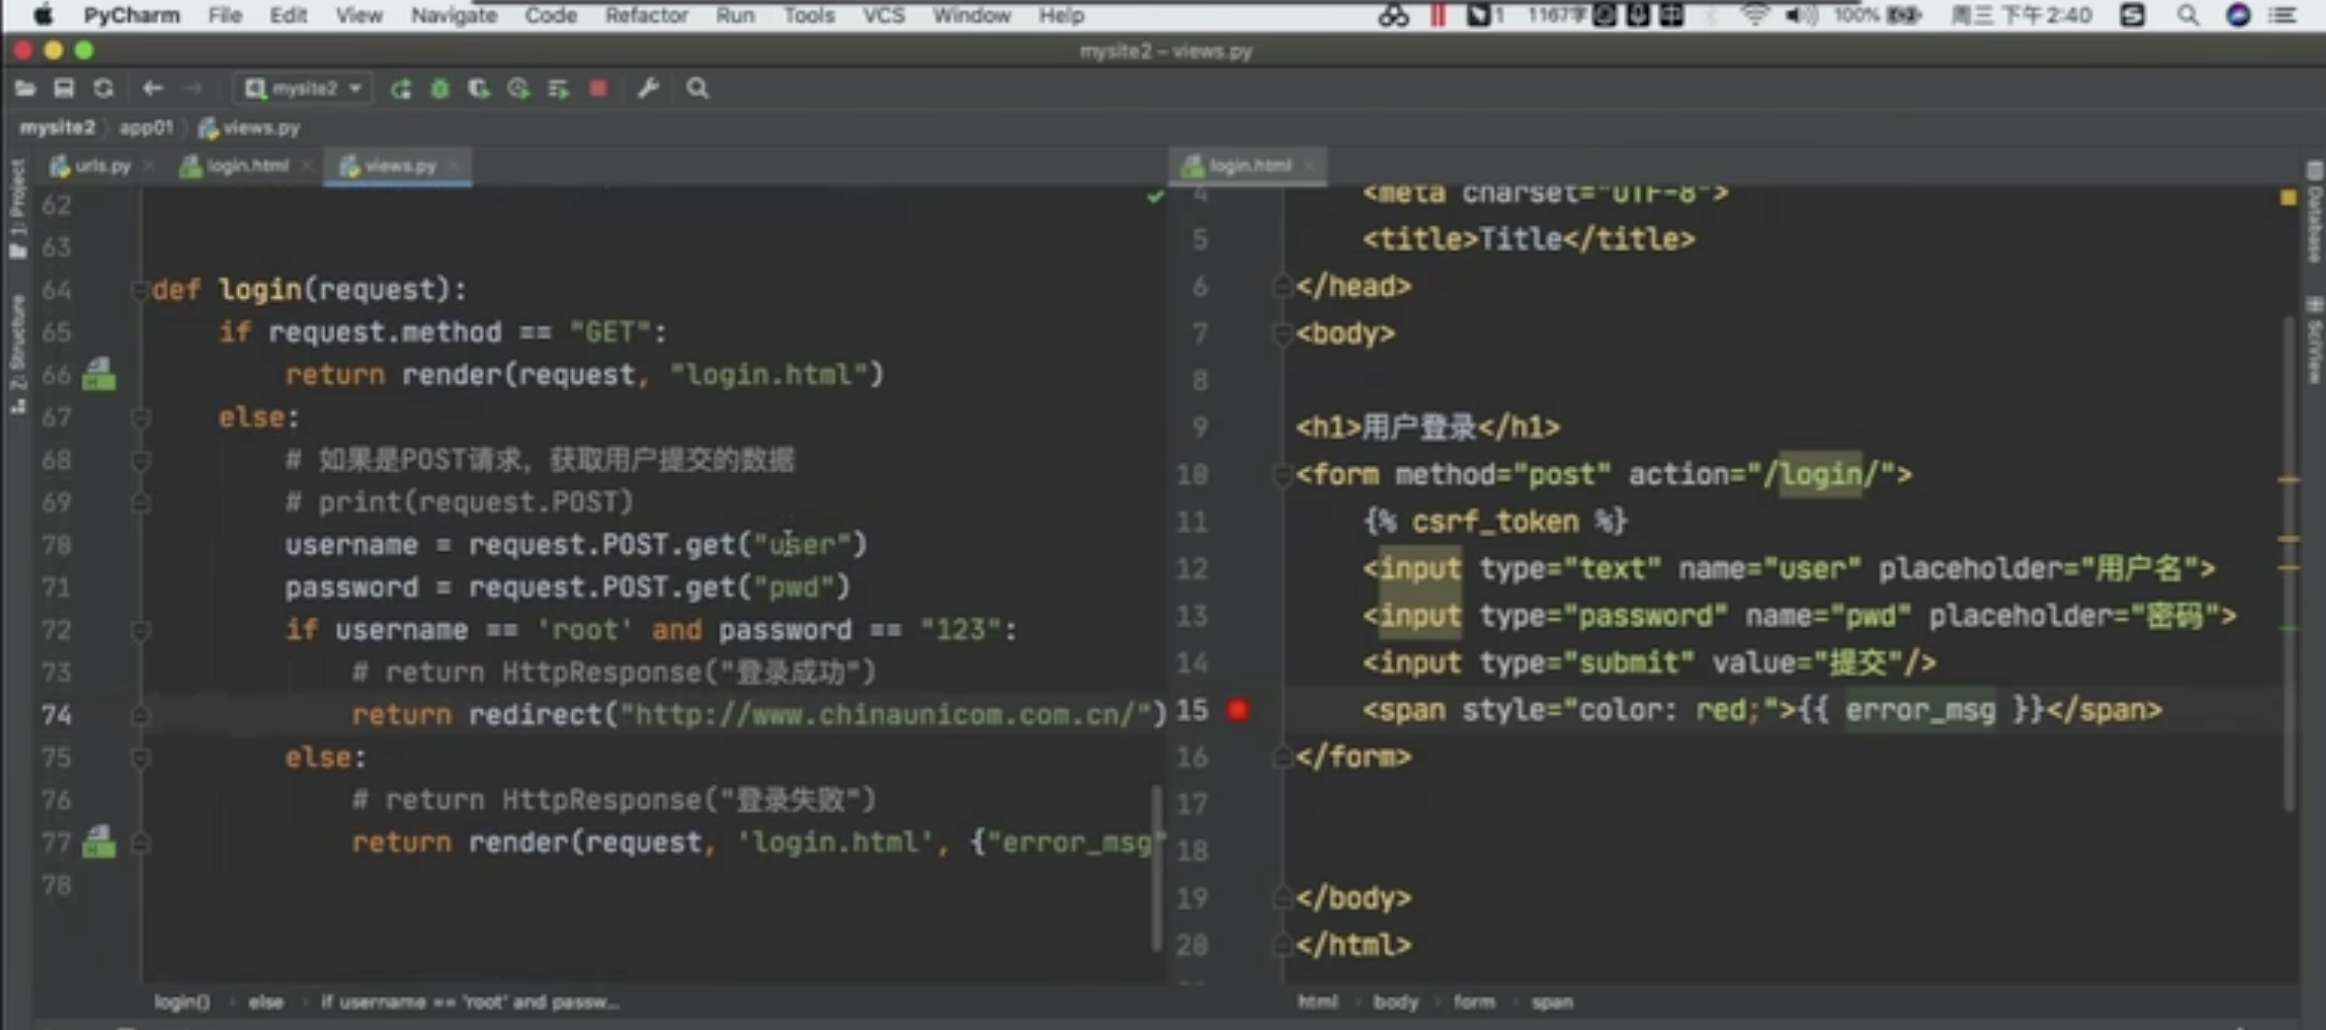 PyCharm File Edit View Navigate Code Refactor Run Tools VCS Window Help 1 1167字 100% 周三下午2:40
mysite2 – views.py
mysite2
mysite2 app01 views.py
urls.py login.html views.py
login.html
1: Project
7: Structure
62
63
64 def login(request):
65 if request.method == "GET":
66 return render(request, "login.html")
67 else:
68 # 如果是POST请求，获取用户提交的数据
69 # print(request.POST)
70 username = request.POST.get("user")
71 password = request.POST.get("pwd")
72 if username == 'root' and password == "123":
73 # return HttpResponse("登录成功")
74 return redirect("http://www.chinaunicom.com.cn/")
75 else:
76 # return HttpResponse("登录失败")
77 return render(request, 'login.html', {"error_msg"
78
login() else if username == 'root' and passw...
4 <meta charset="UTF-8">
5 <title>Title</title>
6 </head>
7 <body>
8
9 <h1>用户登录</h1>
10 <form method="post" action="/login/">
11 {% csrf_token %}
12 <input type="text" name="user" placeholder="用户名">
13 <input type="password" name="pwd" placeholder="密码">
14 <input type="submit" value="提交"/>
15 <span style="color: red;">{{ error_msg }}</span>
16 </form>
17
18
19 </body>
20 </html>
html body form span
Database
SciView